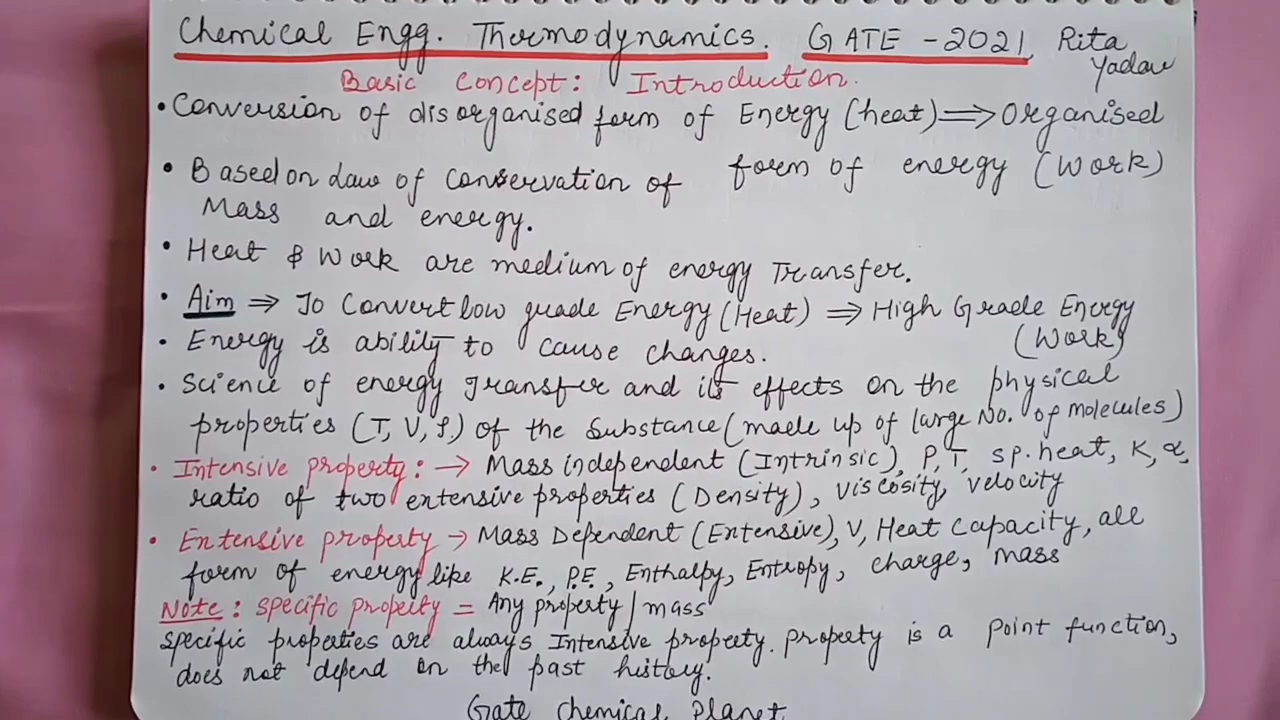 Chemical Engg. Thermodynamics. GATE - 2021 Rita Yadav
Basic Concept: Introduction.
• Conversion of disorganised form of Energy (heat) ⟹ Organised
form of energy (Work)
• Based on Law of Conservation of
Mass and energy.
• Heat & Work are medium of energy Transfer.
• Aim ⟹ To Convert low grade Energy (Heat) ⟹ High Grade Energy
(Work)
• Energy is ability to cause changes.
• Science of energy Transfer and its effects on the physical
properties (T, V, P,) of the Substance (made up of large No. of molecules)
• Intensive property: → Mass independent (Intrinsic), P, T, sp. heat, K, α,
ratio of two extensive properties (Density), viscosity, velocity
• Extensive property → Mass Dependent (Extensive), V, Heat Capacity, all
form of energy like K.E., P.E., Enthalpy, Entropy, charge, mass
Note: Specific property = Any property / mass
Specific properties are always Intensive property. property is a point function,
does not depend on the past history.
Gate Chemical Planet